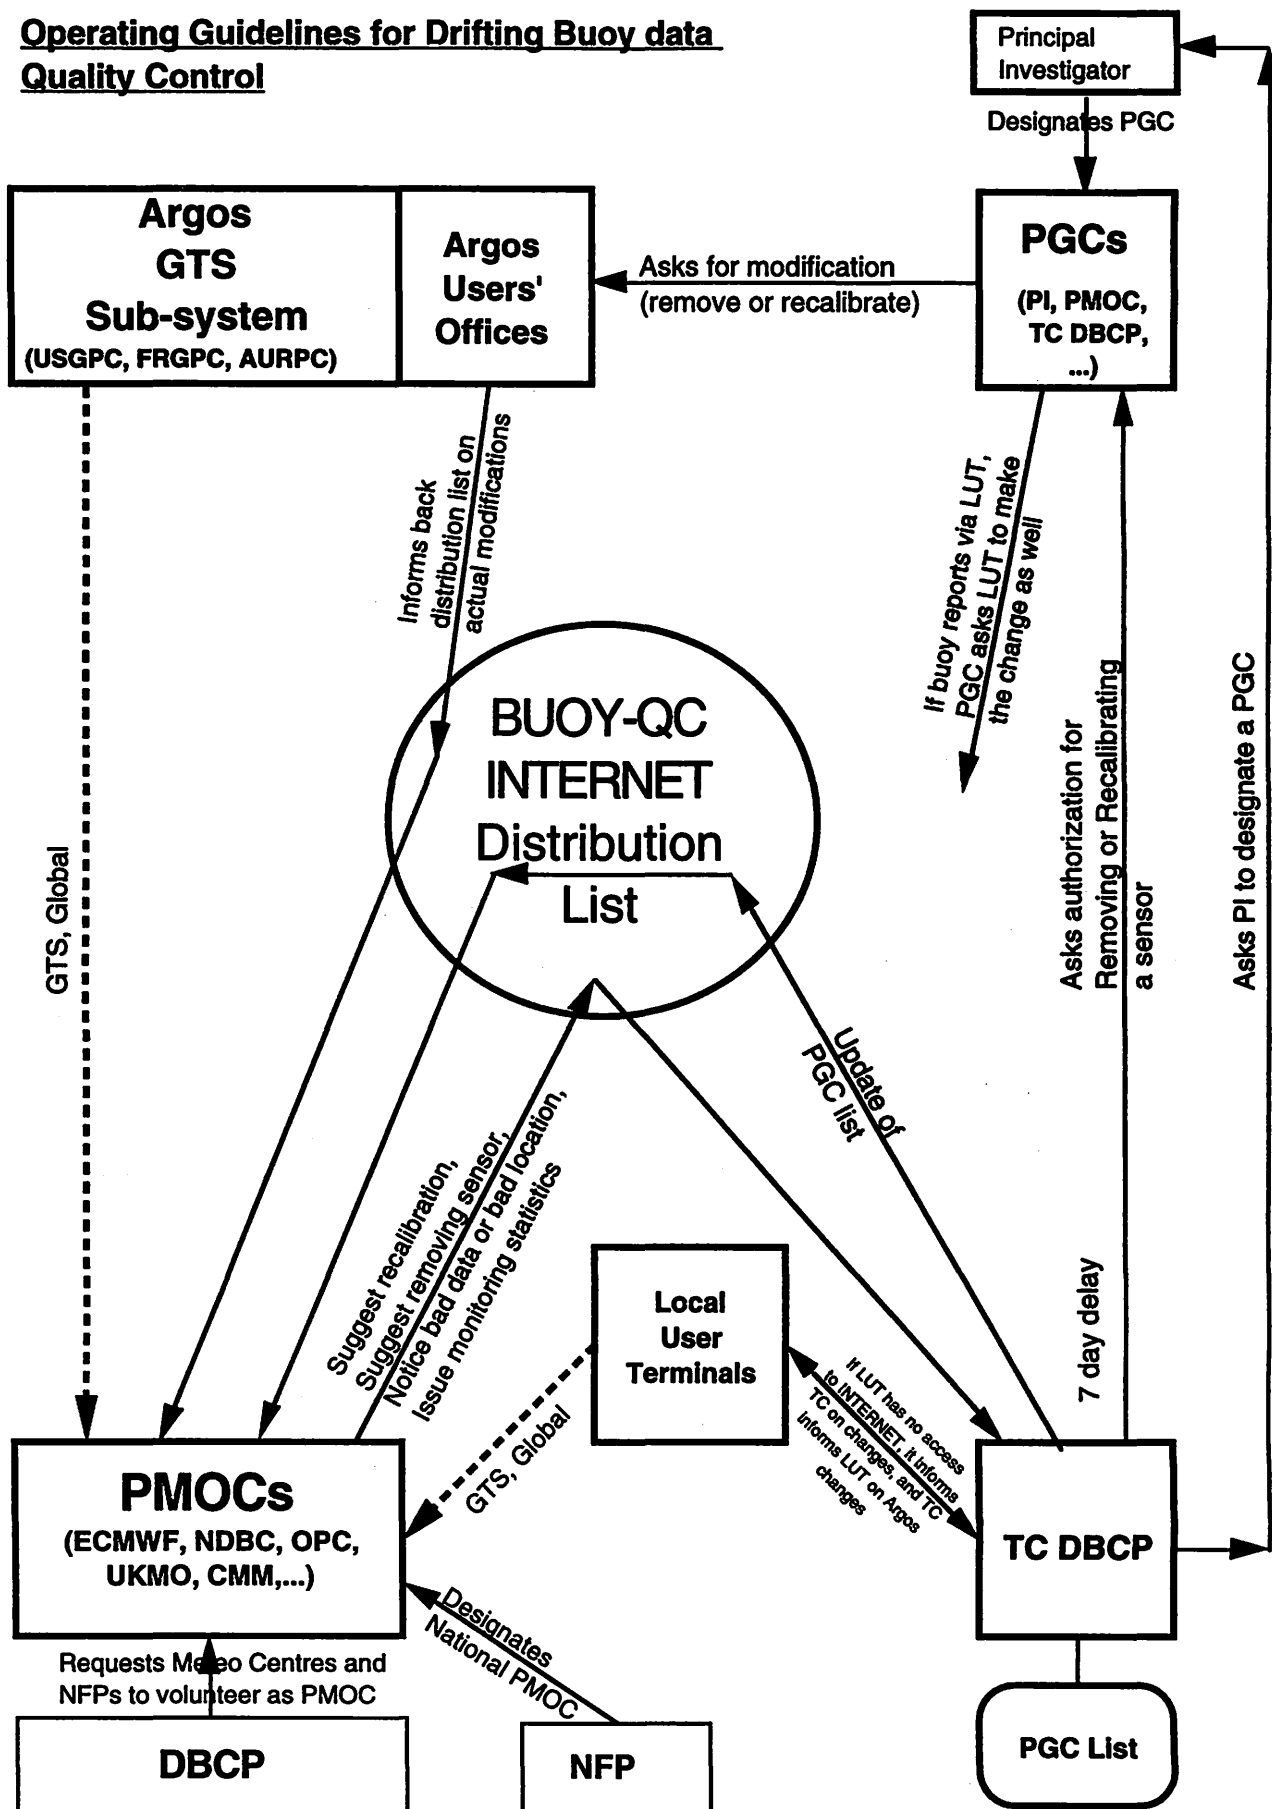 Operating Guidelines for Drifting Buoy data
Quality Control
Principal
Investigator
Designates PGC
Argos
GTS
Sub-system
(USGPC, FRGPC, AURPC)
Argos
Users'
Offices
Asks for modification
(remove or recalibrate)
PGCs
(PI, PMOC,
TC DBCP,
...)
Informs back
distribution list on
actual modifications
If buoy reports via LUT,
PGC asks LUT to make
the change as well
Asks authorization for
Removing or Recalibrating
a sensor
7 day delay
Asks PI to designate a PGC
GTS, Global
BUOY-QC
INTERNET
Distribution
List
Update of
PGC list
Suggest recalibration,
Suggest removing sensor,
Notice bad data or bad location,
Issue monitoring statistics
Local
User
Terminals
GTS, Global
If LUT has no access
to INTERNET, it informs
TC on changes, and TC
informs LUT on Argos
changes
PMOCs
(ECMWF, NDBC, OPC,
UKMO, CMM,...)
TC DBCP
Requests Meteo Centres and
NFPs to volunteer as PMOC
Designates
National PMOC
DBCP
NFP
PGC List